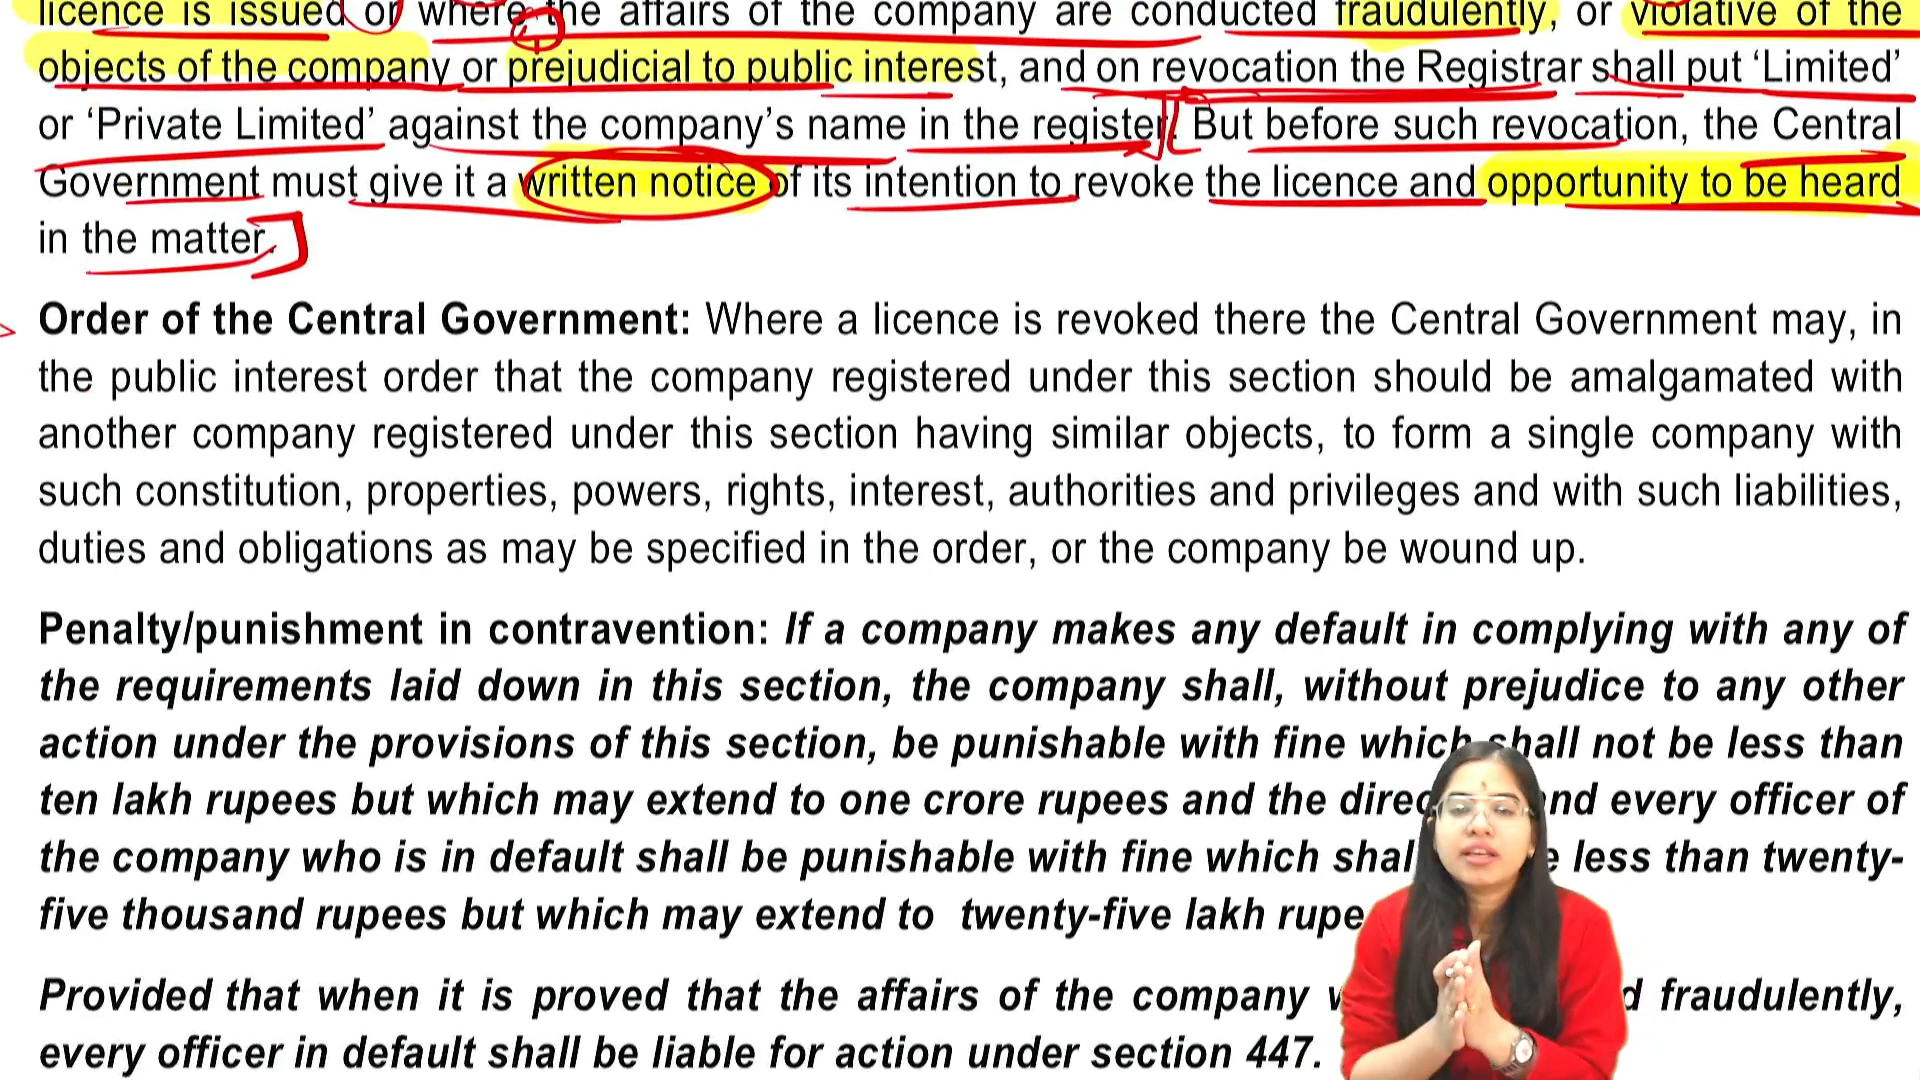 licence is issued or where the affairs of the company are conducted fraudulently, or violative of the
objects of the company or prejudicial to public interest, and on revocation the Registrar shall put ‘Limited’
or ‘Private Limited’ against the company’s name in the register. But before such revocation, the Central
Government must give it a written notice of its intention to revoke the licence and opportunity to be heard
in the matter.
Order of the Central Government: Where a licence is revoked there the Central Government may, in
the public interest order that the company registered under this section should be amalgamated with
another company registered under this section having similar objects, to form a single company with
such constitution, properties, powers, rights, interest, authorities and privileges and with such liabilities,
duties and obligations as may be specified in the order, or the company be wound up.
Penalty/punishment in contravention: If a company makes any default in complying with any of
the requirements laid down in this section, the company shall, without prejudice to any other
action under the provisions of this section, be punishable with fine which shall not be less than
ten lakh rupees but which may extend to one crore rupees and the and every officer of
the company who is in default shall be punishable with fine which less than twenty-
five thousand rupees but which may extend to twenty-five lakh
Provided that when it is proved that the affairs of the company fraudulently,
every officer in default shall be liable for action under section 447.